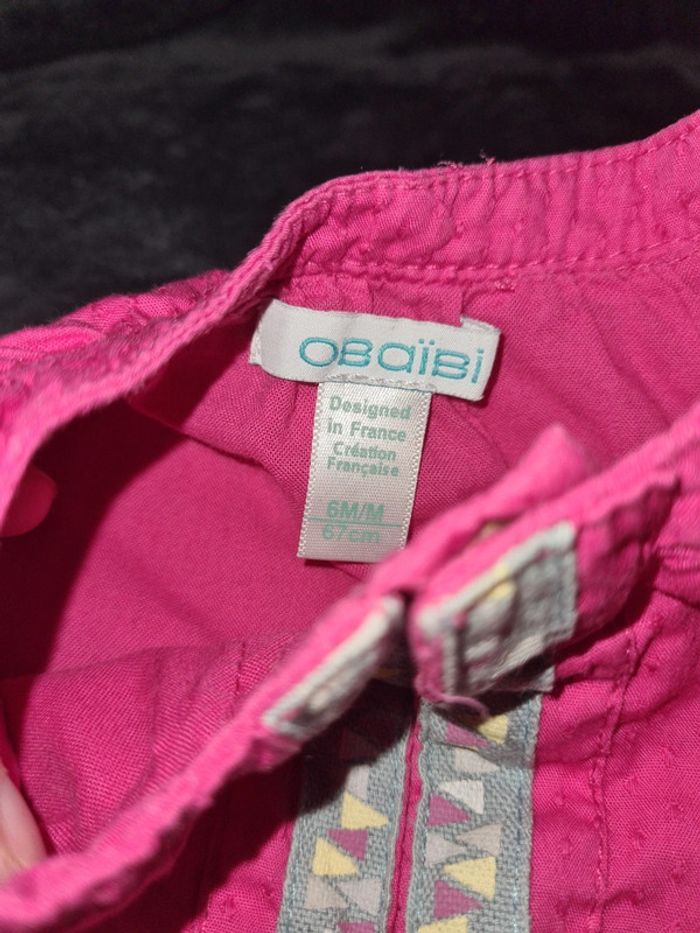 OBAÏBI
Designed
in France
Création
Française
6M/M
67cm